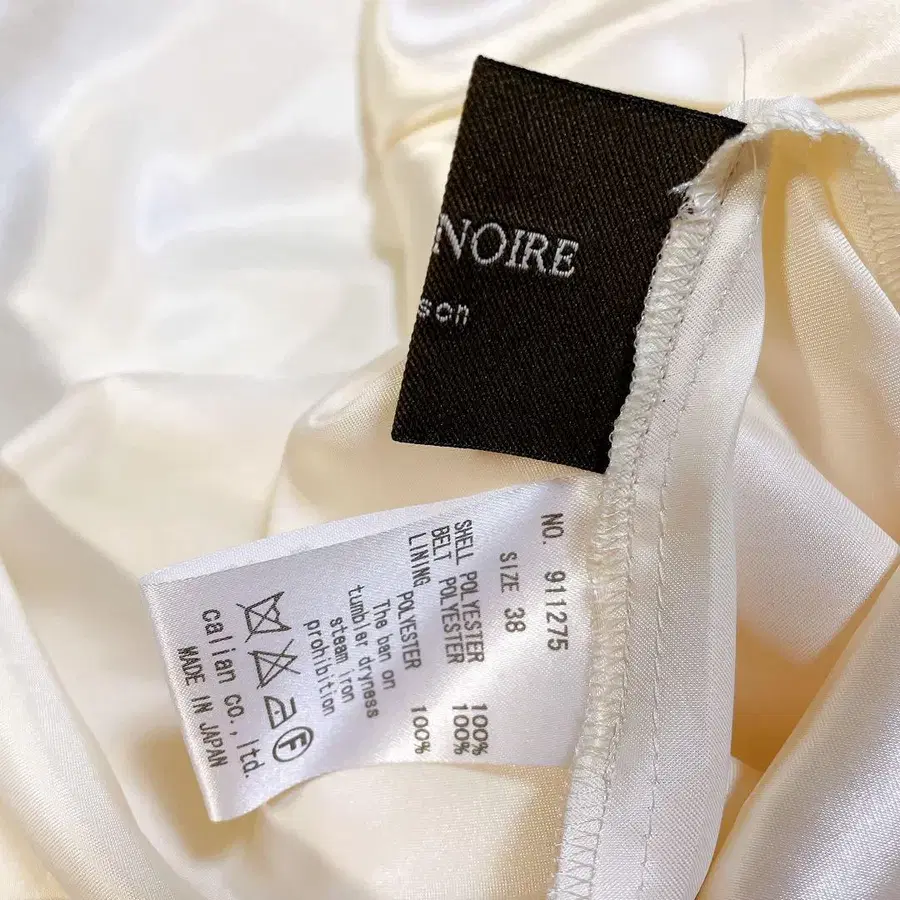 NOIRE
son
NO. 911275
SIZE 38
SHELL POLYESTER 100%
BELT POLYESTER 100%
LINING POLYESTER 100%
The ban on
tumbler dryness
steam iron
prohibition
F
calian co., ltd.
MADE IN JAPAN